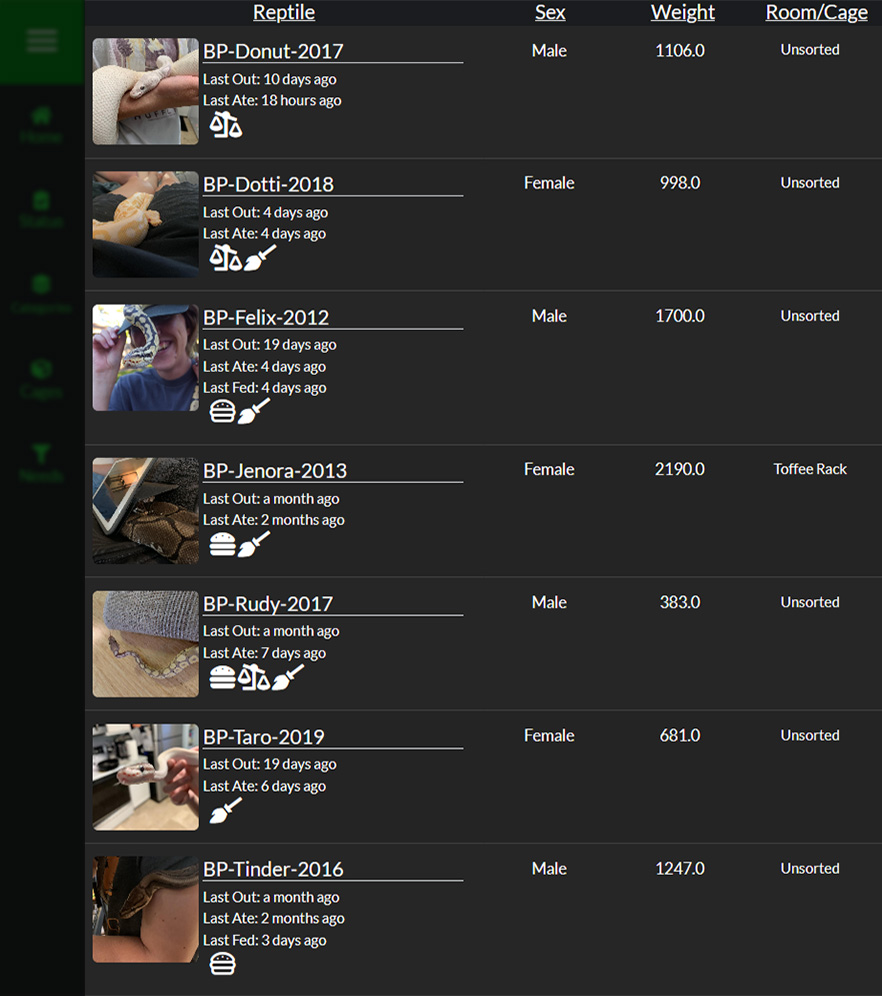 Reptile Sex Weight Room/Cage
BP-Donut-2017 Male 1106.0 Unsorted
Last Out: 10 days ago
Last Ate: 18 hours ago
BP-Dotti-2018 Female 998.0 Unsorted
Last Out: 4 days ago
Last Ate: 4 days ago
BP-Felix-2012 Male 1700.0 Unsorted
Last Out: 19 days ago
Last Ate: 4 days ago
Last Fed: 4 days ago
BP-Jenora-2013 Female 2190.0 Toffee Rack
Last Out: a month ago
Last Ate: 2 months ago
BP-Rudy-2017 Male 383.0 Unsorted
Last Out: a month ago
Last Ate: 7 days ago
BP-Taro-2019 Female 681.0 Unsorted
Last Out: 19 days ago
Last Ate: 6 days ago
BP-Tinder-2016 Male 1247.0 Unsorted
Last Out: a month ago
Last Ate: 2 months ago
Last Fed: 3 days ago
Home
Status
Categories
Cages
Needs